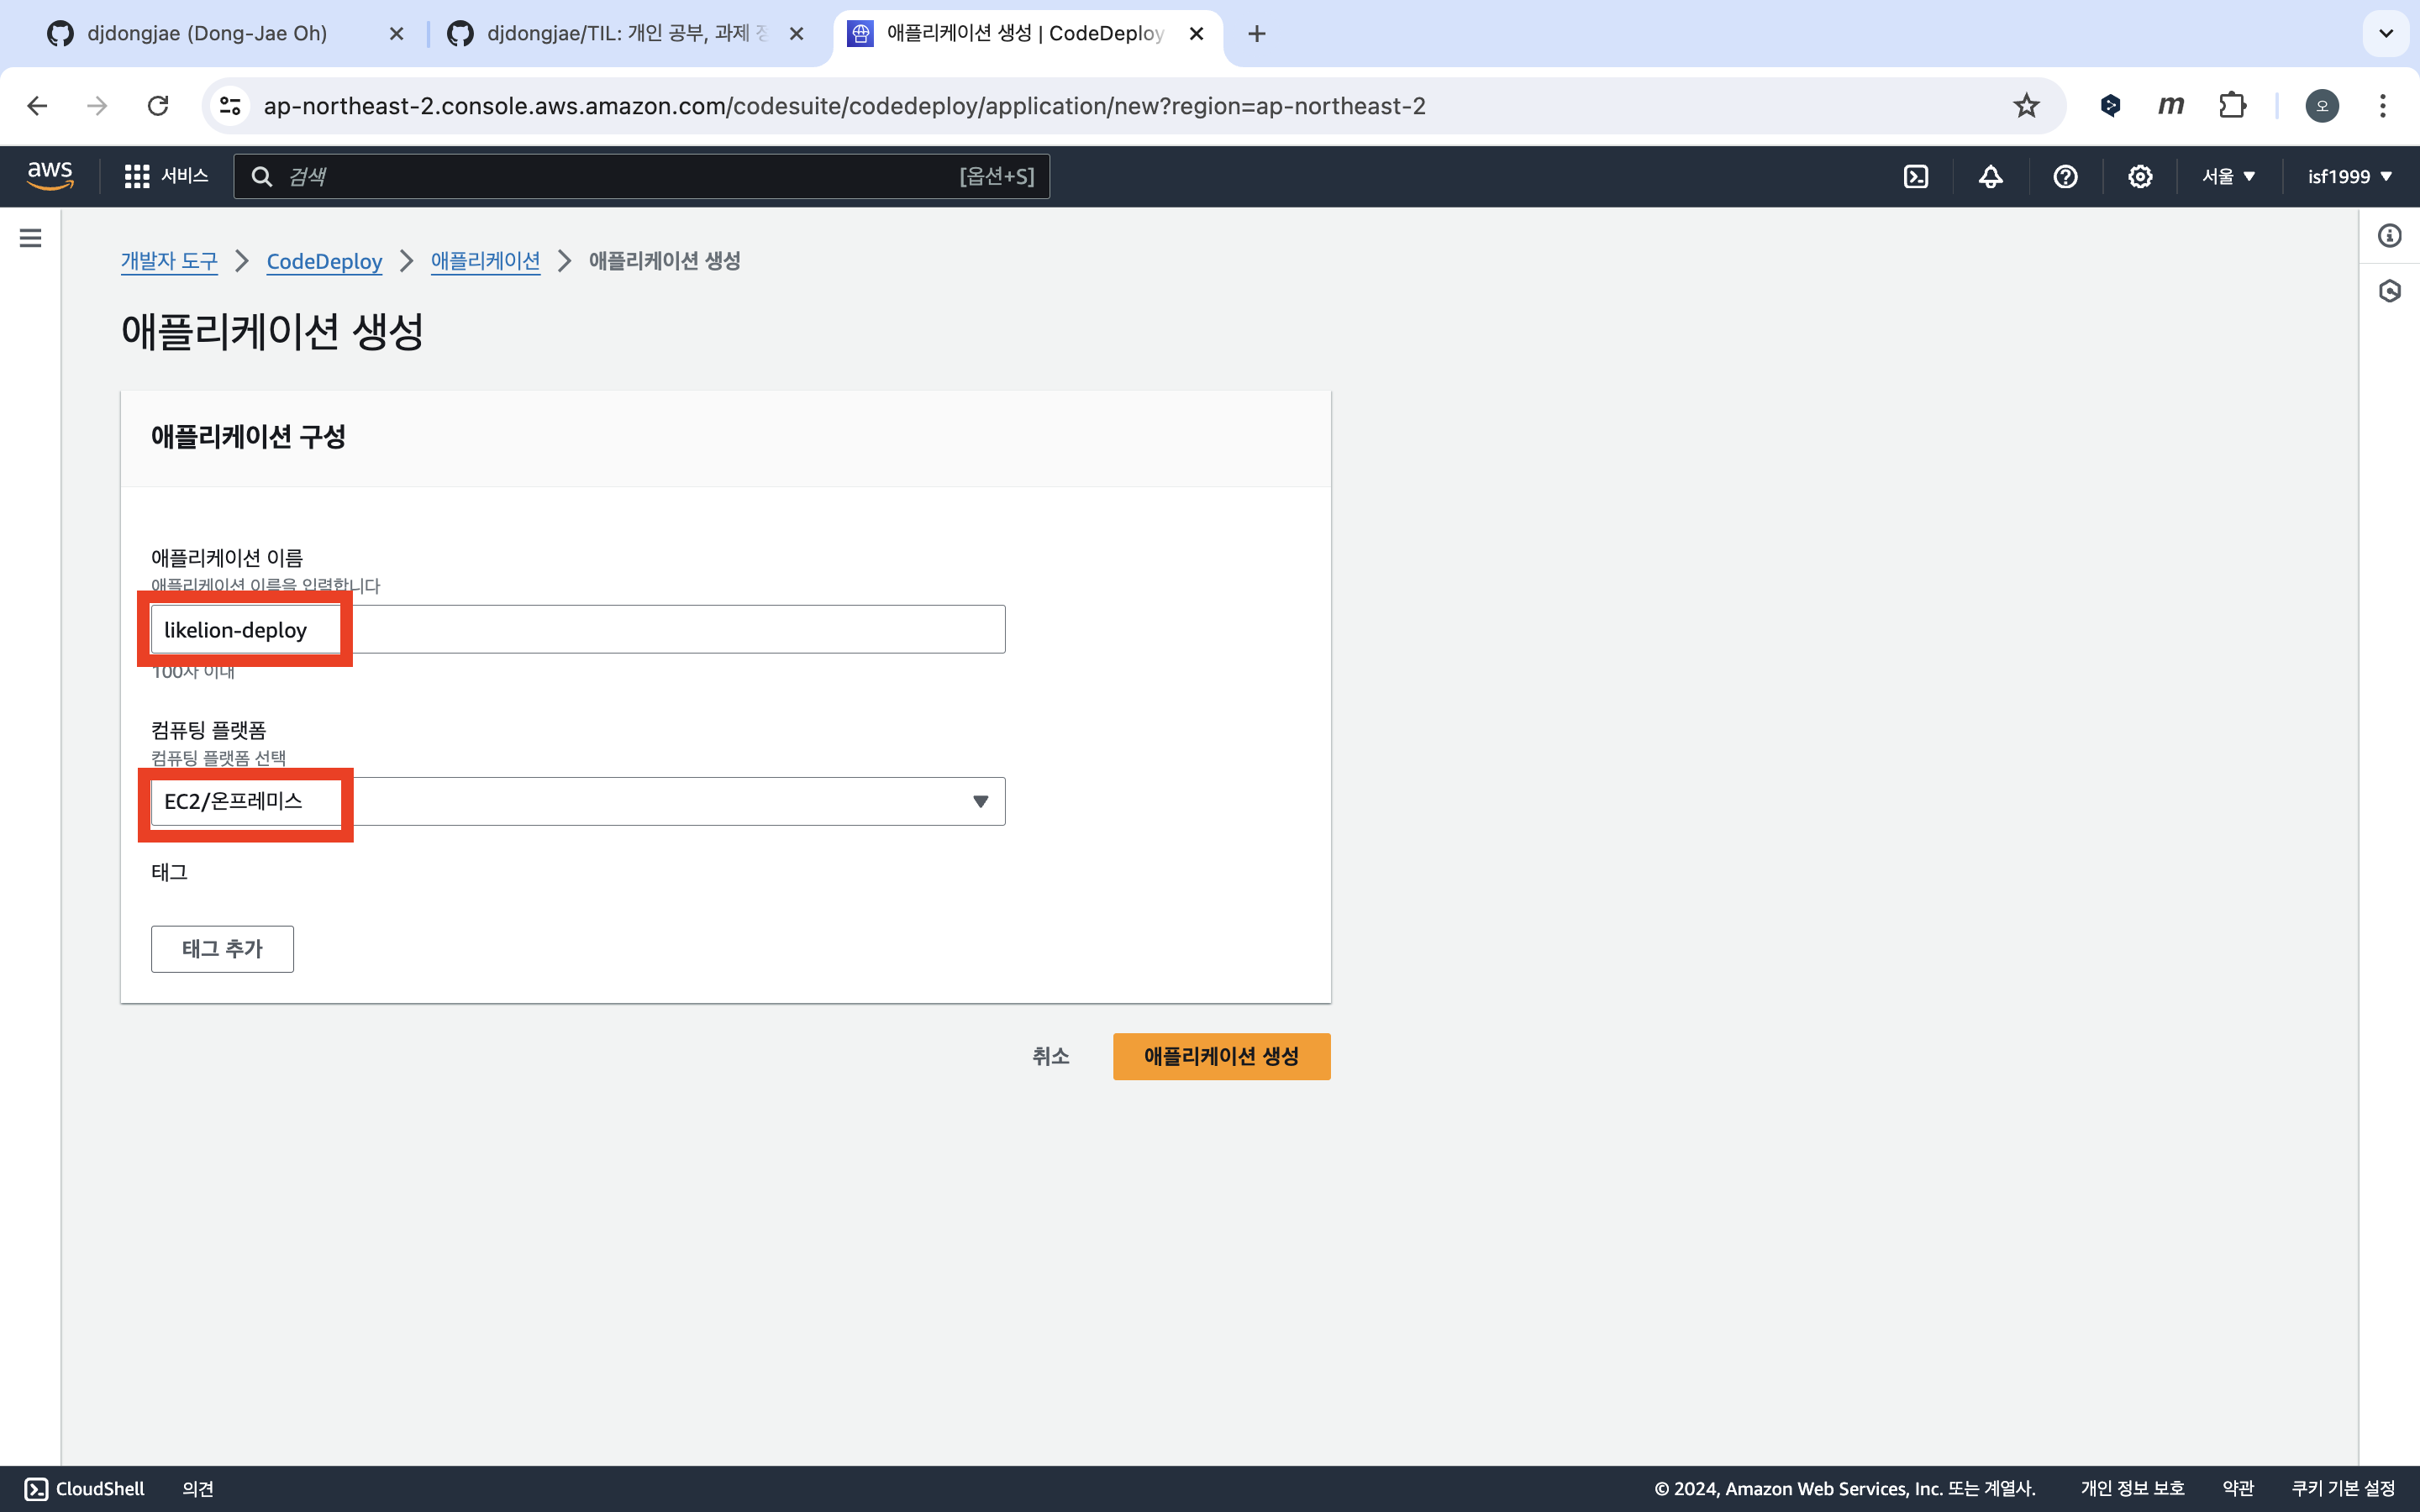 djdongjae (Dong-Jae Oh)
djdongjae/TIL: 개인 공부, 과제 정
애플리케이션 생성 | CodeDeploy
ap-northeast-2.console.aws.amazon.com/codesuite/codedeploy/application/new?region=ap-northeast-2
m
오
aws
서비스
검색
[옵션+S]
서울
isf1999
개발자 도구
CodeDeploy
애플리케이션
애플리케이션 생성
애플리케이션 생성
애플리케이션 구성
애플리케이션 이름
애플리케이션 이름을 입력합니다
likelion-deploy
100자 이내
컴퓨팅 플랫폼
컴퓨팅 플랫폼 선택
EC2/온프레미스
태그
태그 추가
취소
애플리케이션 생성
CloudShell
의견
© 2024, Amazon Web Services, Inc. 또는 계열사.
개인 정보 보호
약관
쿠키 기본 설정